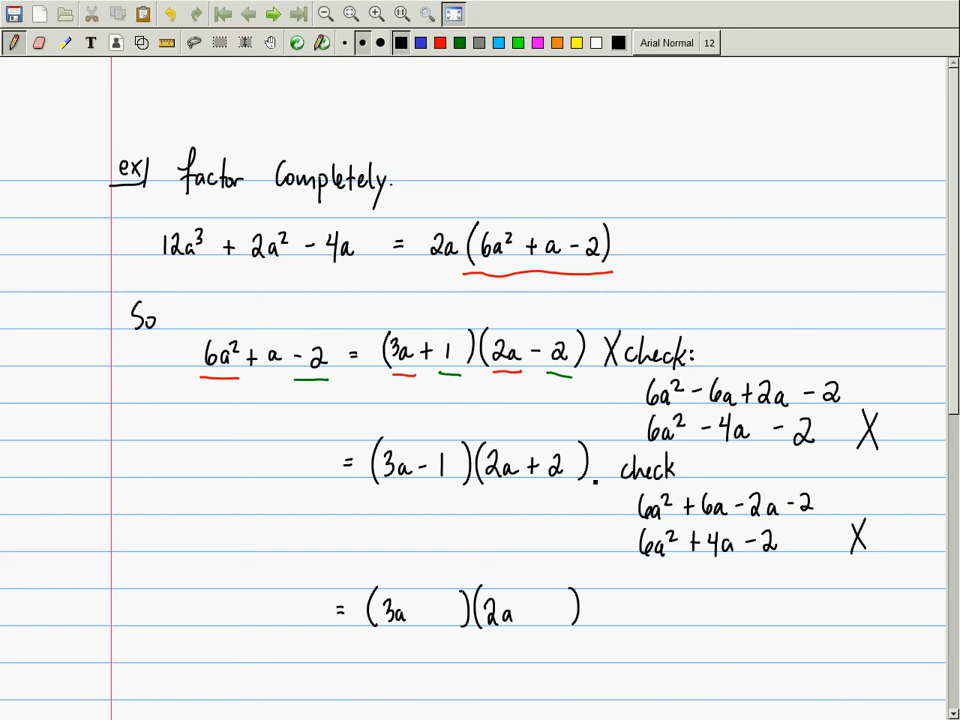 Arial Normal 12
ex) factor completely.
12a³ + 2a² - 4a = 2a(6a² + a - 2)
So
6a² + a - 2 = (3a + 1)(2a - 2) X check:
6a² - 6a + 2a - 2
6a² - 4a - 2 X
= (3a - 1)(2a + 2). check
6a² + 6a - 2a - 2
6a² + 4a - 2 X
= (3a )(2a )